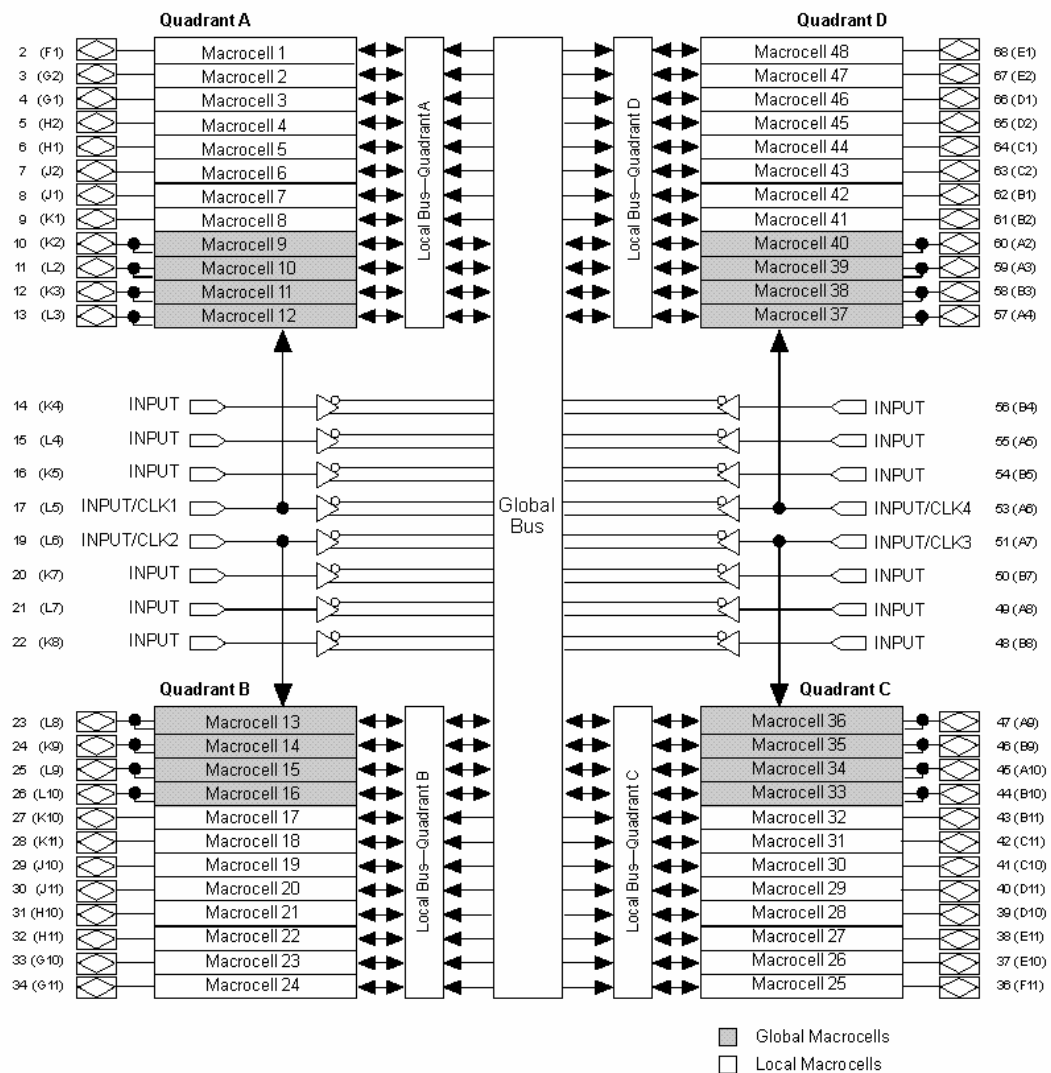 Quadrant A Quadrant D
2 (F1) Macrocell 1 Macrocell 48 68 (E1)
3 (G2) Macrocell 2 Macrocell 47 67 (E2)
4 (G1) Macrocell 3 Macrocell 46 66 (D1)
5 (H2) Macrocell 4 Macrocell 45 65 (D2)
6 (H1) Macrocell 5 Macrocell 44 64 (C1)
7 (J2) Macrocell 6 Macrocell 43 63 (C2)
8 (J1) Macrocell 7 Macrocell 42 62 (B1)
9 (K1) Macrocell 8 Macrocell 41 61 (B2)
10 (K2) Macrocell 9 Macrocell 40 60 (A2)
11 (L2) Macrocell 10 Macrocell 39 59 (A3)
12 (K3) Macrocell 11 Macrocell 38 58 (B3)
13 (L3) Macrocell 12 Macrocell 37 57 (A4)
Local Bus—Quadrant A
Local Bus—Quadrant D
14 (K4) INPUT INPUT 56 (B4)
15 (L4) INPUT INPUT 55 (A5)
16 (K5) INPUT INPUT 54 (B5)
17 (L5) INPUT/CLK1 INPUT/CLK4 53 (A6)
Global
Bus
19 (L6) INPUT/CLK2 INPUT/CLK3 51 (A7)
20 (K7) INPUT INPUT 50 (B7)
21 (L7) INPUT INPUT 49 (A8)
22 (K8) INPUT INPUT 48 (B8)
Quadrant B Quadrant C
23 (L8) Macrocell 13 Macrocell 36 47 (A9)
24 (K9) Macrocell 14 Macrocell 35 46 (B9)
25 (L9) Macrocell 15 Macrocell 34 45 (A10)
26 (L10) Macrocell 16 Macrocell 33 44 (B10)
27 (K10) Macrocell 17 Macrocell 32 43 (B11)
28 (K11) Macrocell 18 Macrocell 31 42 (C11)
29 (J10) Macrocell 19 Macrocell 30 41 (C10)
30 (J11) Macrocell 20 Macrocell 29 40 (D11)
31 (H10) Macrocell 21 Macrocell 28 39 (D10)
32 (H11) Macrocell 22 Macrocell 27 38 (E11)
33 (G10) Macrocell 23 Macrocell 26 37 (E10)
34 (G11) Macrocell 24 Macrocell 25 36 (F11)
Local Bus—Quadrant B
Local Bus—Quadrant C
Global Macrocells
Local Macrocells